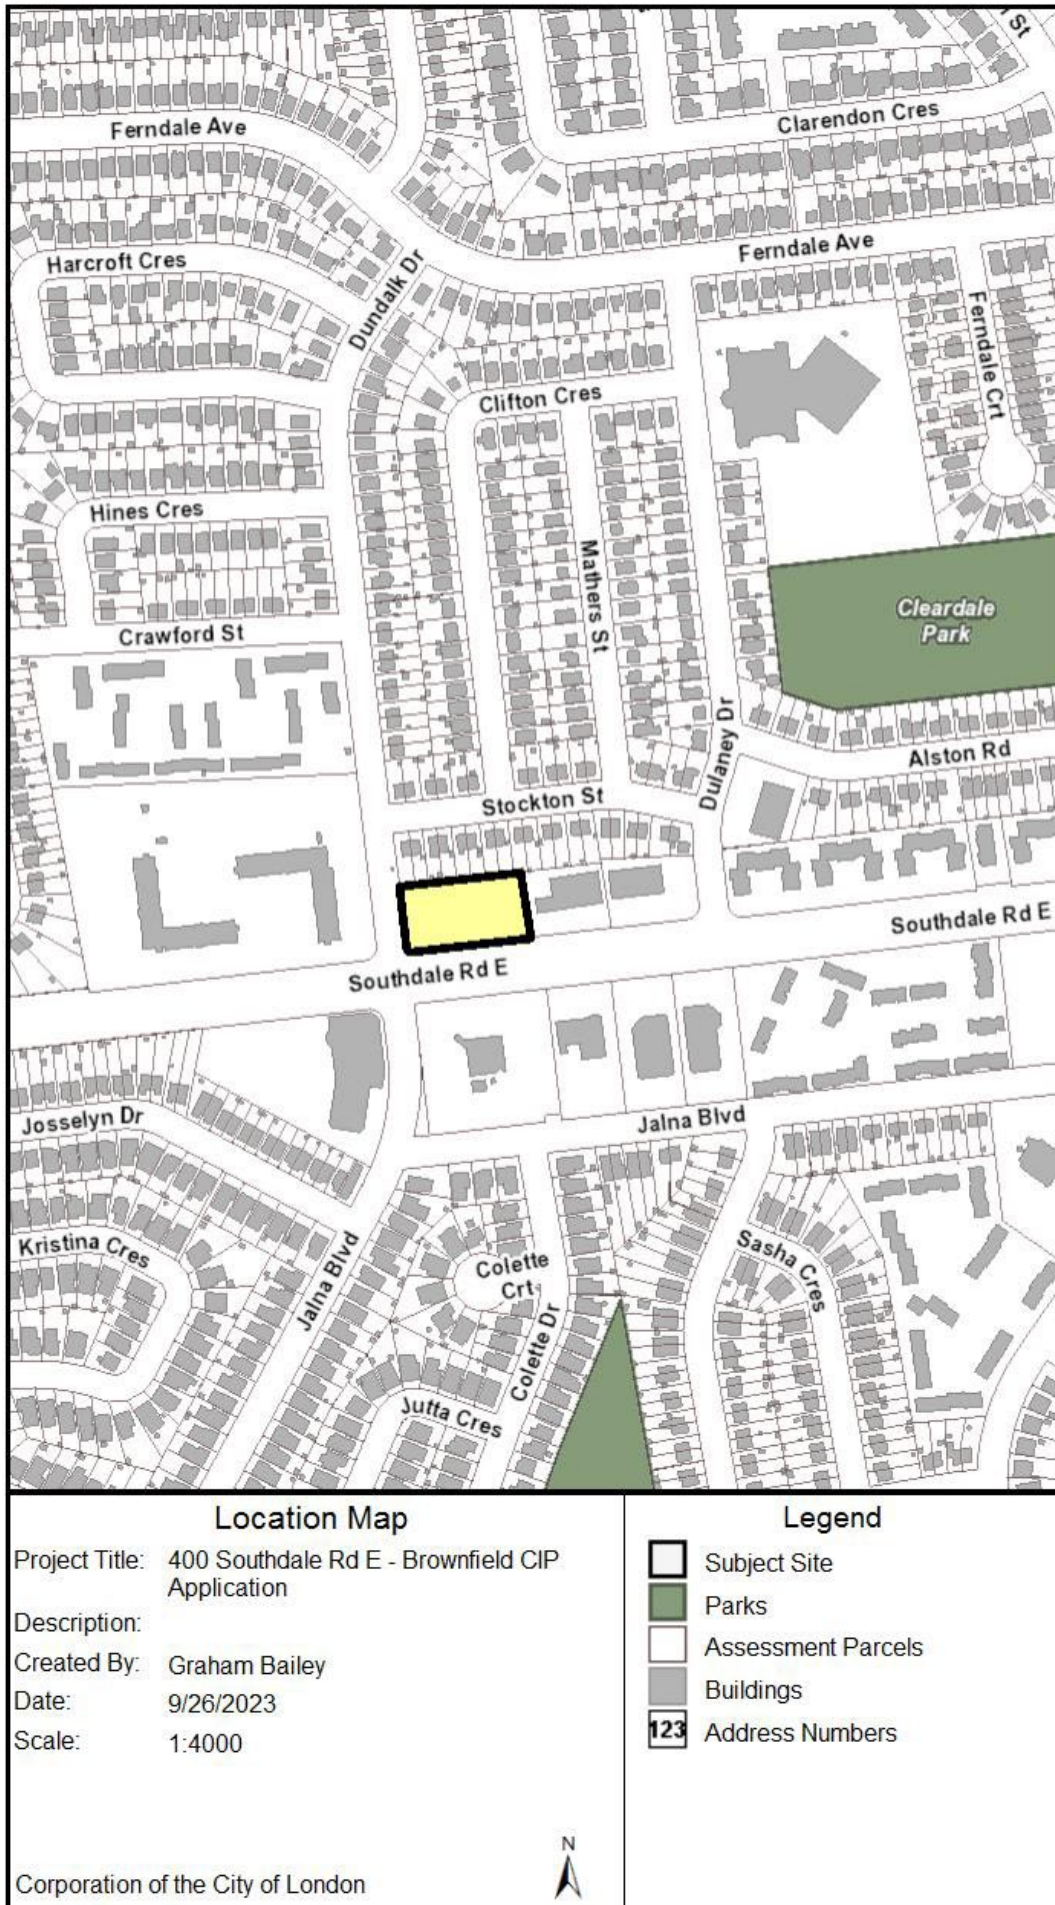 St
Ferndale Ave
Clarendon Cres
Harcroft Cres
Dundalk Dr
Ferndale Ave
Ferndale Crt
Clifton Cres
Hines Cres
Mathers St
Cleardale
Park
Crawford St
Dulaney Dr
Alston Rd
Stockton St
Southdale Rd E
Southdale Rd E
Josselyn Dr
Jalna Blvd
Kristina Cres
Jalna Blvd
Colette
Crt
Sasha Cres
Colette Dr
Jutta Cres
Location Map
Project Title: 400 Southdale Rd E - Brownfield CIP
Application
Description:
Created By: Graham Bailey
Date: 9/26/2023
Scale: 1:4000
N
Corporation of the City of London
Legend
Subject Site
Parks
Assessment Parcels
Buildings
123 Address Numbers